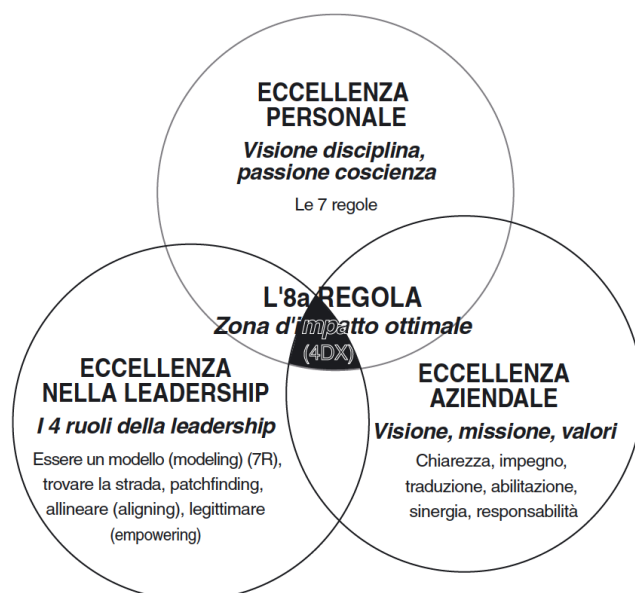 ECCELLENZA
PERSONALE
Visione disciplina,
passione coscienza
Le 7 regole
L'8a REGOLA
Zona d'impatto ottimale
(4DX)
ECCELLENZA
NELLA LEADERSHIP
I 4 ruoli della leadership
Essere un modello (modeling) (7R),
trovare la strada, patchfinding,
allineare (aligning), legittimare
(empowering)
ECCELLENZA
AZIENDALE
Visione, missione, valori
Chiarezza, impegno,
traduzione, abilitazione,
sinergia, responsabilità